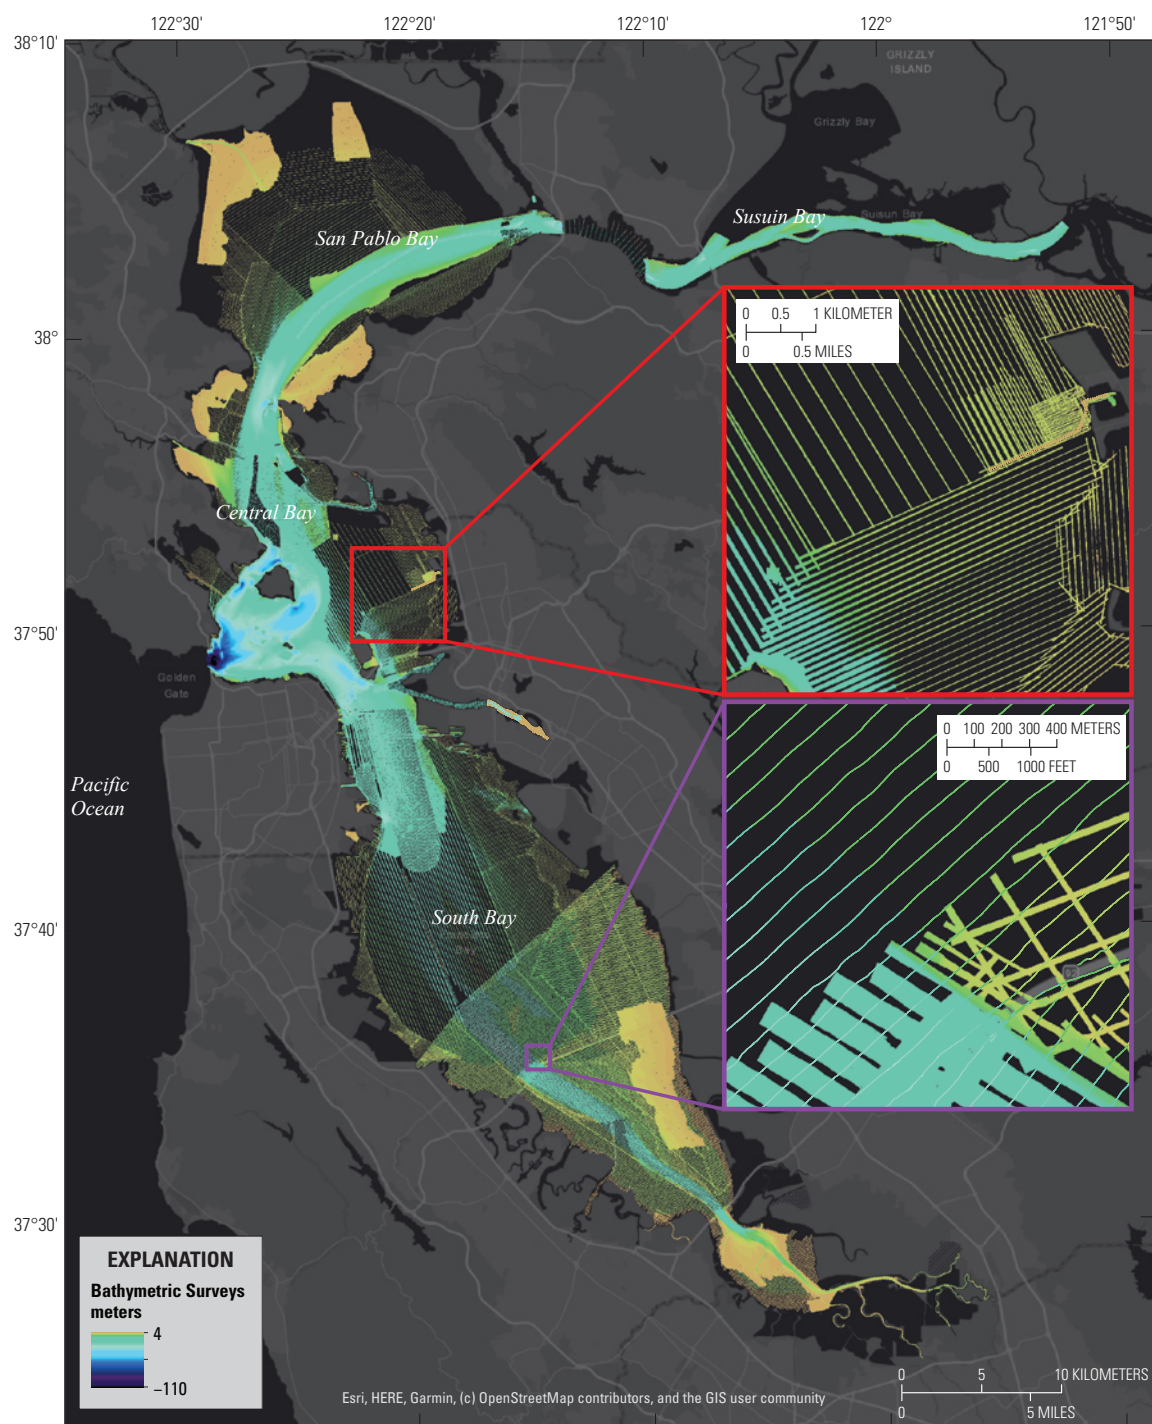 122°30' 122°20' 122°10' 122° 121°50'
38°10'
GRIZZLY
ISLAND
Grizzly Bay
Susuin Bay
Suisun Bay
San Pablo Bay
0 0.5 1 KILOMETER
0 0.5 MILES
38°
Central Bay
37°50'
Golden
Gate
0 100 200 300 400 METERS
0 500 1000 FEET
Pacific
Ocean
South Bay
37°40'
37°30'
EXPLANATION
Bathymetric Surveys
meters
4
−110
0 5 10 KILOMETERS
0 5 MILES
Esri, HERE, Garmin, (c) OpenStreetMap contributors, and the GIS user community